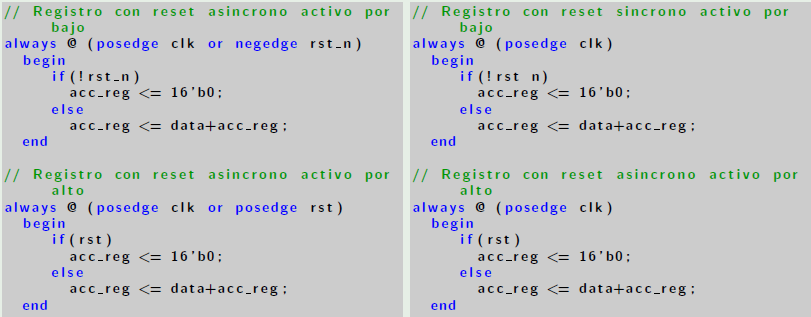 // Registro con reset asincrono activo por
bajo
always @ (posedge clk or negedge rst_n)
begin
if(!rst_n)
acc_reg <= 16'b0;
else
acc_reg <= data+acc_reg;
end
// Registro con reset asincrono activo por
alto
always @ (posedge clk or posedge rst)
begin
if(rst)
acc_reg <= 16'b0;
else
acc_reg <= data+acc_reg;
end
// Registro con reset sincrono activo por
bajo
always @ (posedge clk)
begin
if(!rst n)
acc_reg <= 16'b0;
else
acc_reg <= data+acc_reg;
end
// Registro con reset asincrono activo por
alto
always @ (posedge clk)
begin
if(rst)
acc_reg <= 16'b0;
else
acc_reg <= data+acc_reg;
end